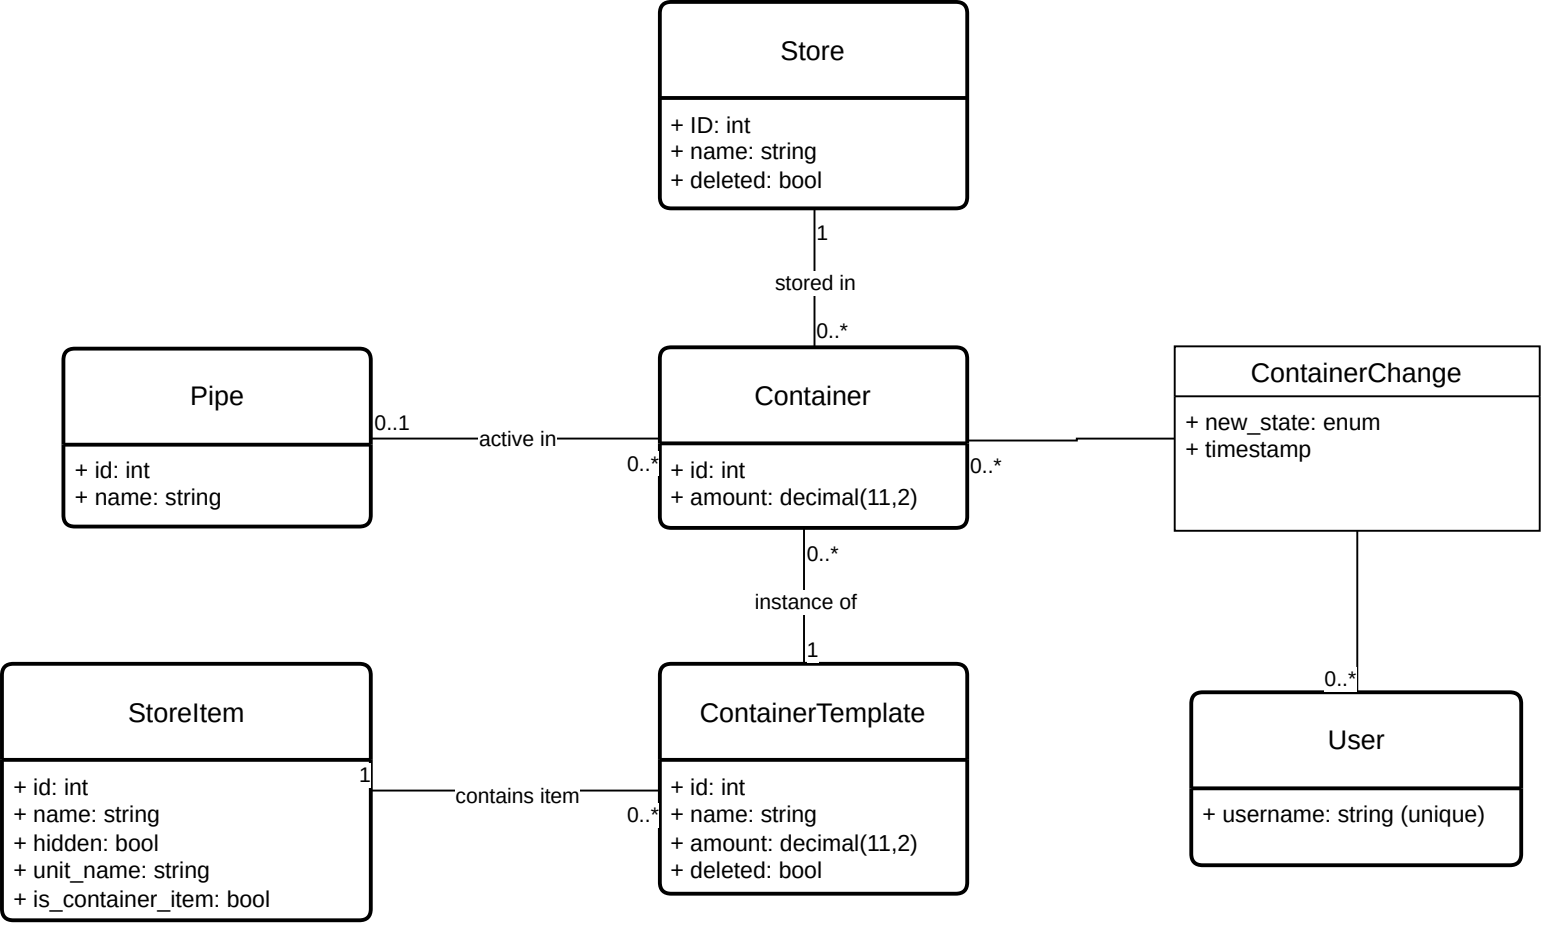 Store
+ ID: int
+ name: string
+ deleted: bool
1
stored in
0..*
Pipe
+ id: int
+ name: string
0..1
active in
0..*
Container
+ id: int
+ amount: decimal(11,2)
0..*
ContainerChange
+ new_state: enum
+ timestamp
0..*
instance of
1
StoreItem
+ id: int
+ name: string
+ hidden: bool
+ unit_name: string
+ is_container_item: bool
1
contains item
0..*
ContainerTemplate
+ id: int
+ name: string
+ amount: decimal(11,2)
+ deleted: bool
0..*
User
+ username: string (unique)